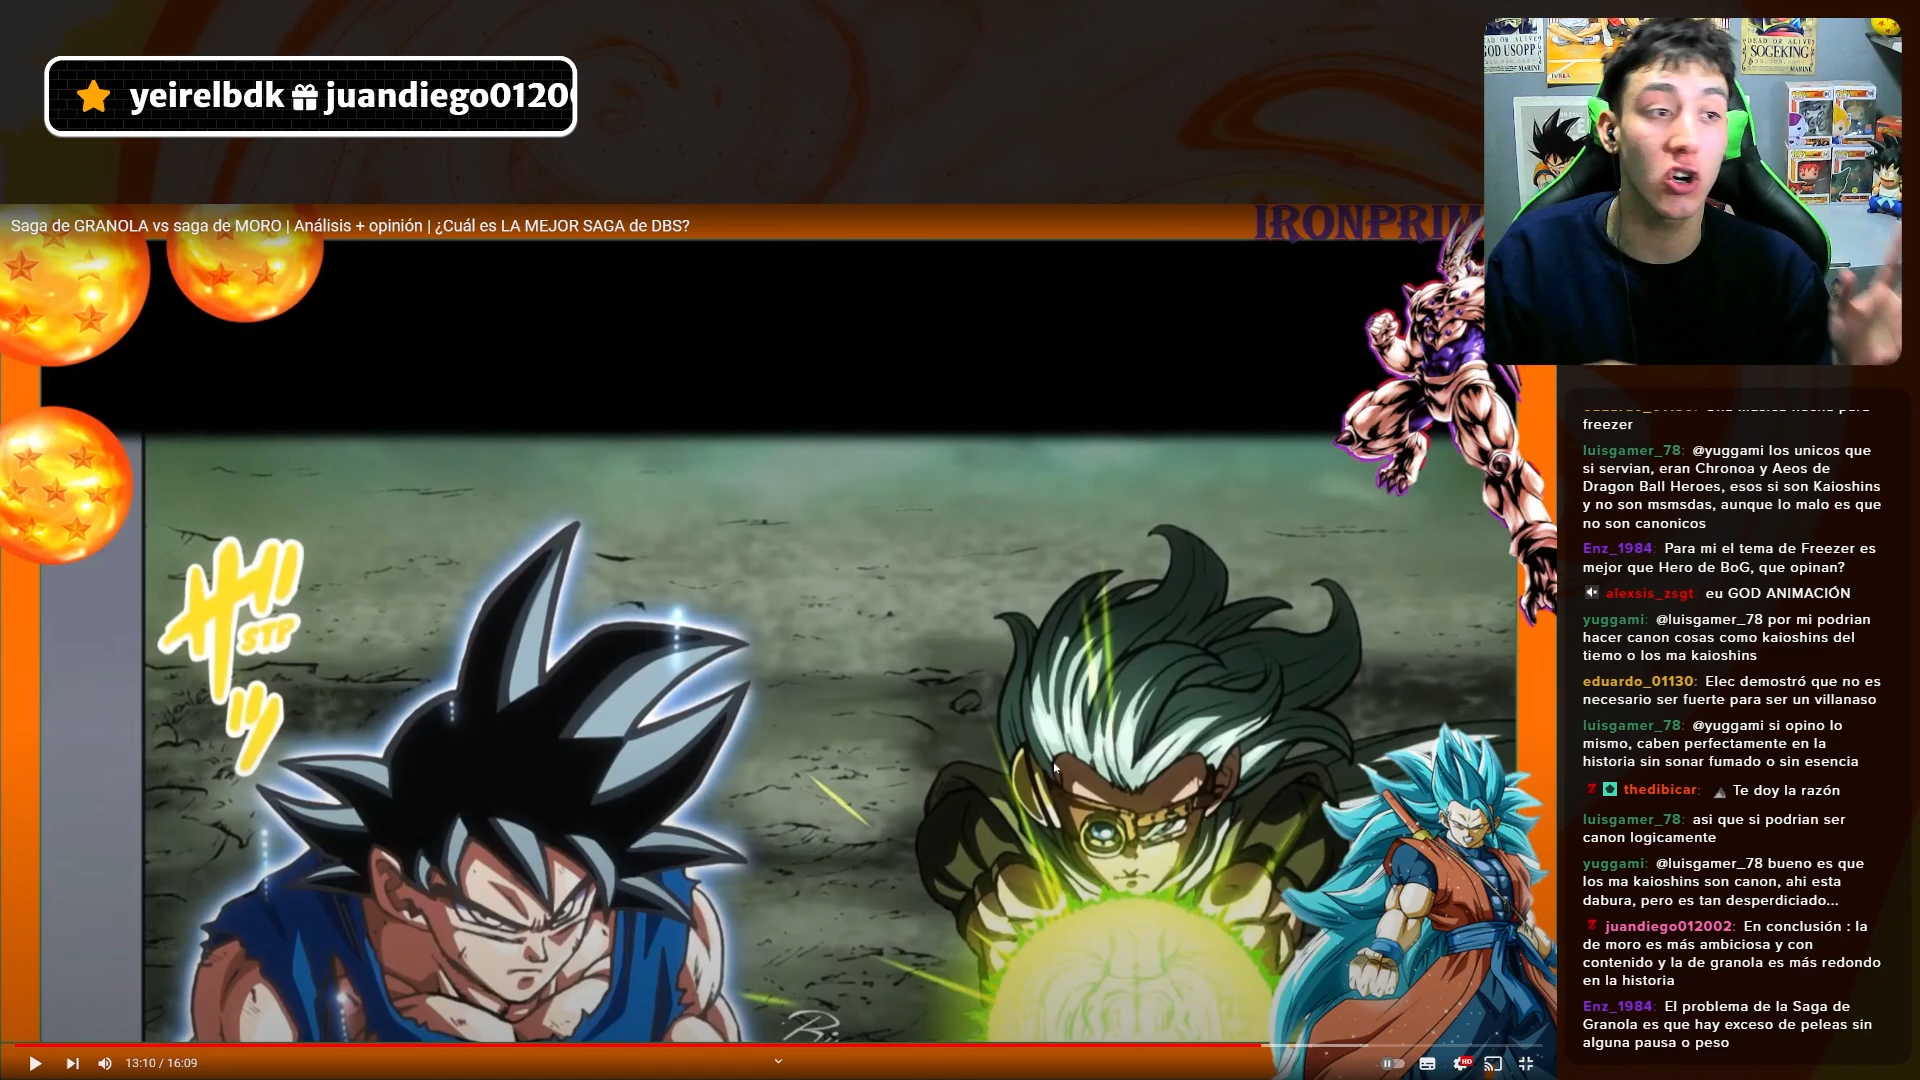 yeirelbdk juandiego0120
Saga de GRANOLA vs saga de MORO | Análisis + opinión | ¿Cuál es LA MEJOR SAGA de DBS?
IRONPRIM
GOD USOPP
MARINE
DEAD OR ALIVE
SOGEKING
MARINE
STP
freezer
luisgamer_78: @yuggami los unicos que
si servian, eran Chronoa y Aeos de
Dragon Ball Heroes, esos si son Kaioshins
y no son msmsdas, aunque lo malo es que
no son canonicos
Enz_1984: Para mi el tema de Freezer es
mejor que Hero de BoG, que opinan?
alexsis_zsgt: eu GOD ANIMACIÓN
yuggami: @luisgamer_78 por mi podrian
hacer canon cosas como kaioshins del
tiemo o los ma kaioshins
eduardo_01130: Elec demostró que no es
necesario ser fuerte para ser un villanaso
luisgamer_78: @yuggami si opino lo
mismo, caben perfectamente en la
historia sin sonar fumado o sin esencia
thedibicar: Te doy la razón
luisgamer_78: asi que si podrian ser
canon logicamente
yuggami: @luisgamer_78 bueno es que
los ma kaioshins son canon, ahi esta
dabura, pero es tan desperdiciado...
juandiego012002: En conclusión : la
de moro es más ambiciosa y con
contenido y la de granola es más redondo
en la historia
Enz_1984: El problema de la Saga de
Granola es que hay exceso de peleas sin
alguna pausa o peso
13:10 / 16:09
HD